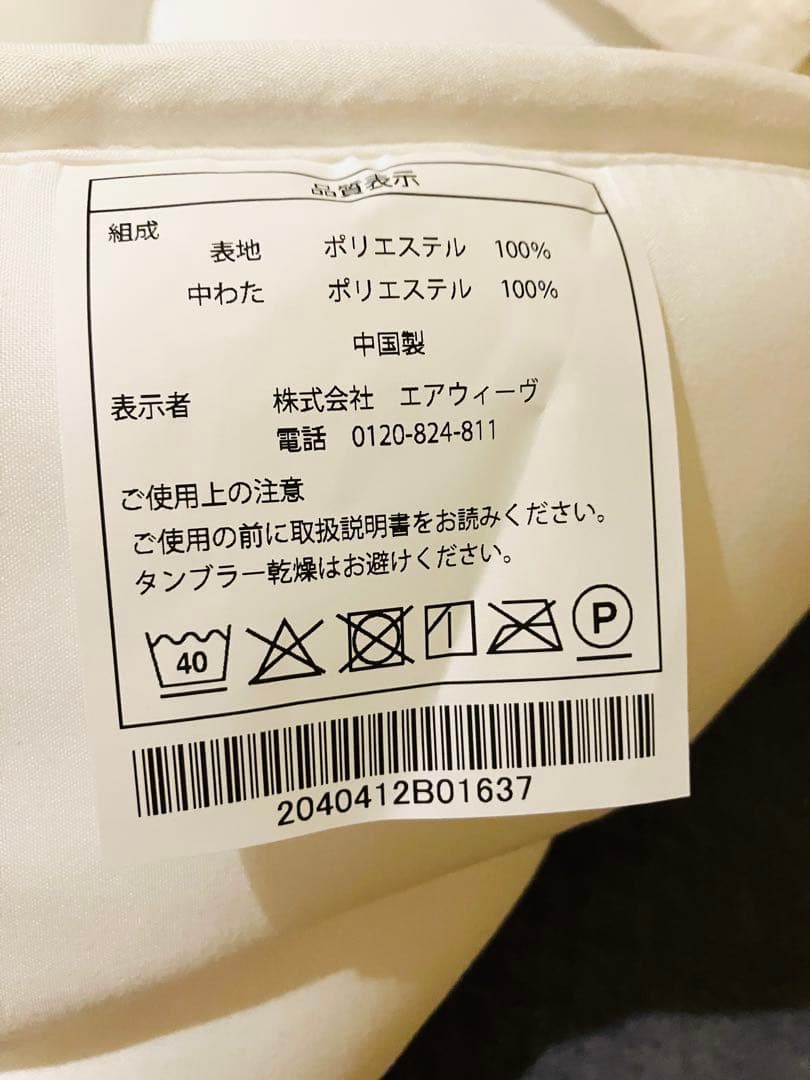 品質表示
組成
表地 ポリエステル 100%
中わた ポリエステル 100%
中国製
表示者 株式会社 エアウィーヴ
電話 0120-824-811
ご使用上の注意
ご使用の前に取扱説明書をお読みください。
タンブラー乾燥はお避けください。
40 P
2040412B01637